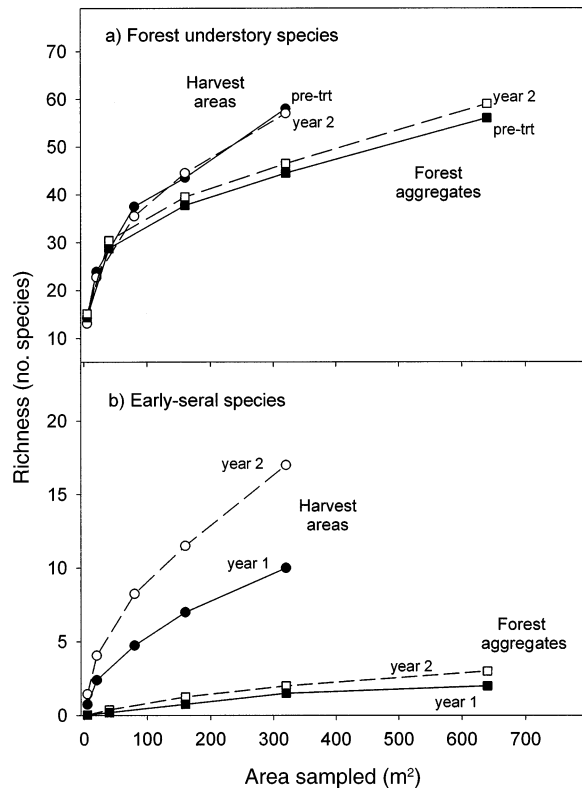 a) Forest understory species
70
60
50
40
30
20
10
Harvest
areas
pre-trt
year 2
year 2
pre-trt
Forest
aggregates
Richness (no. species)
b) Early-seral species
20
15
10
5
0
year 2
Harvest
areas
year 1
Forest
aggregates
year 2
year 1
0 100 200 300 400 500 600 700
Area sampled (m²)